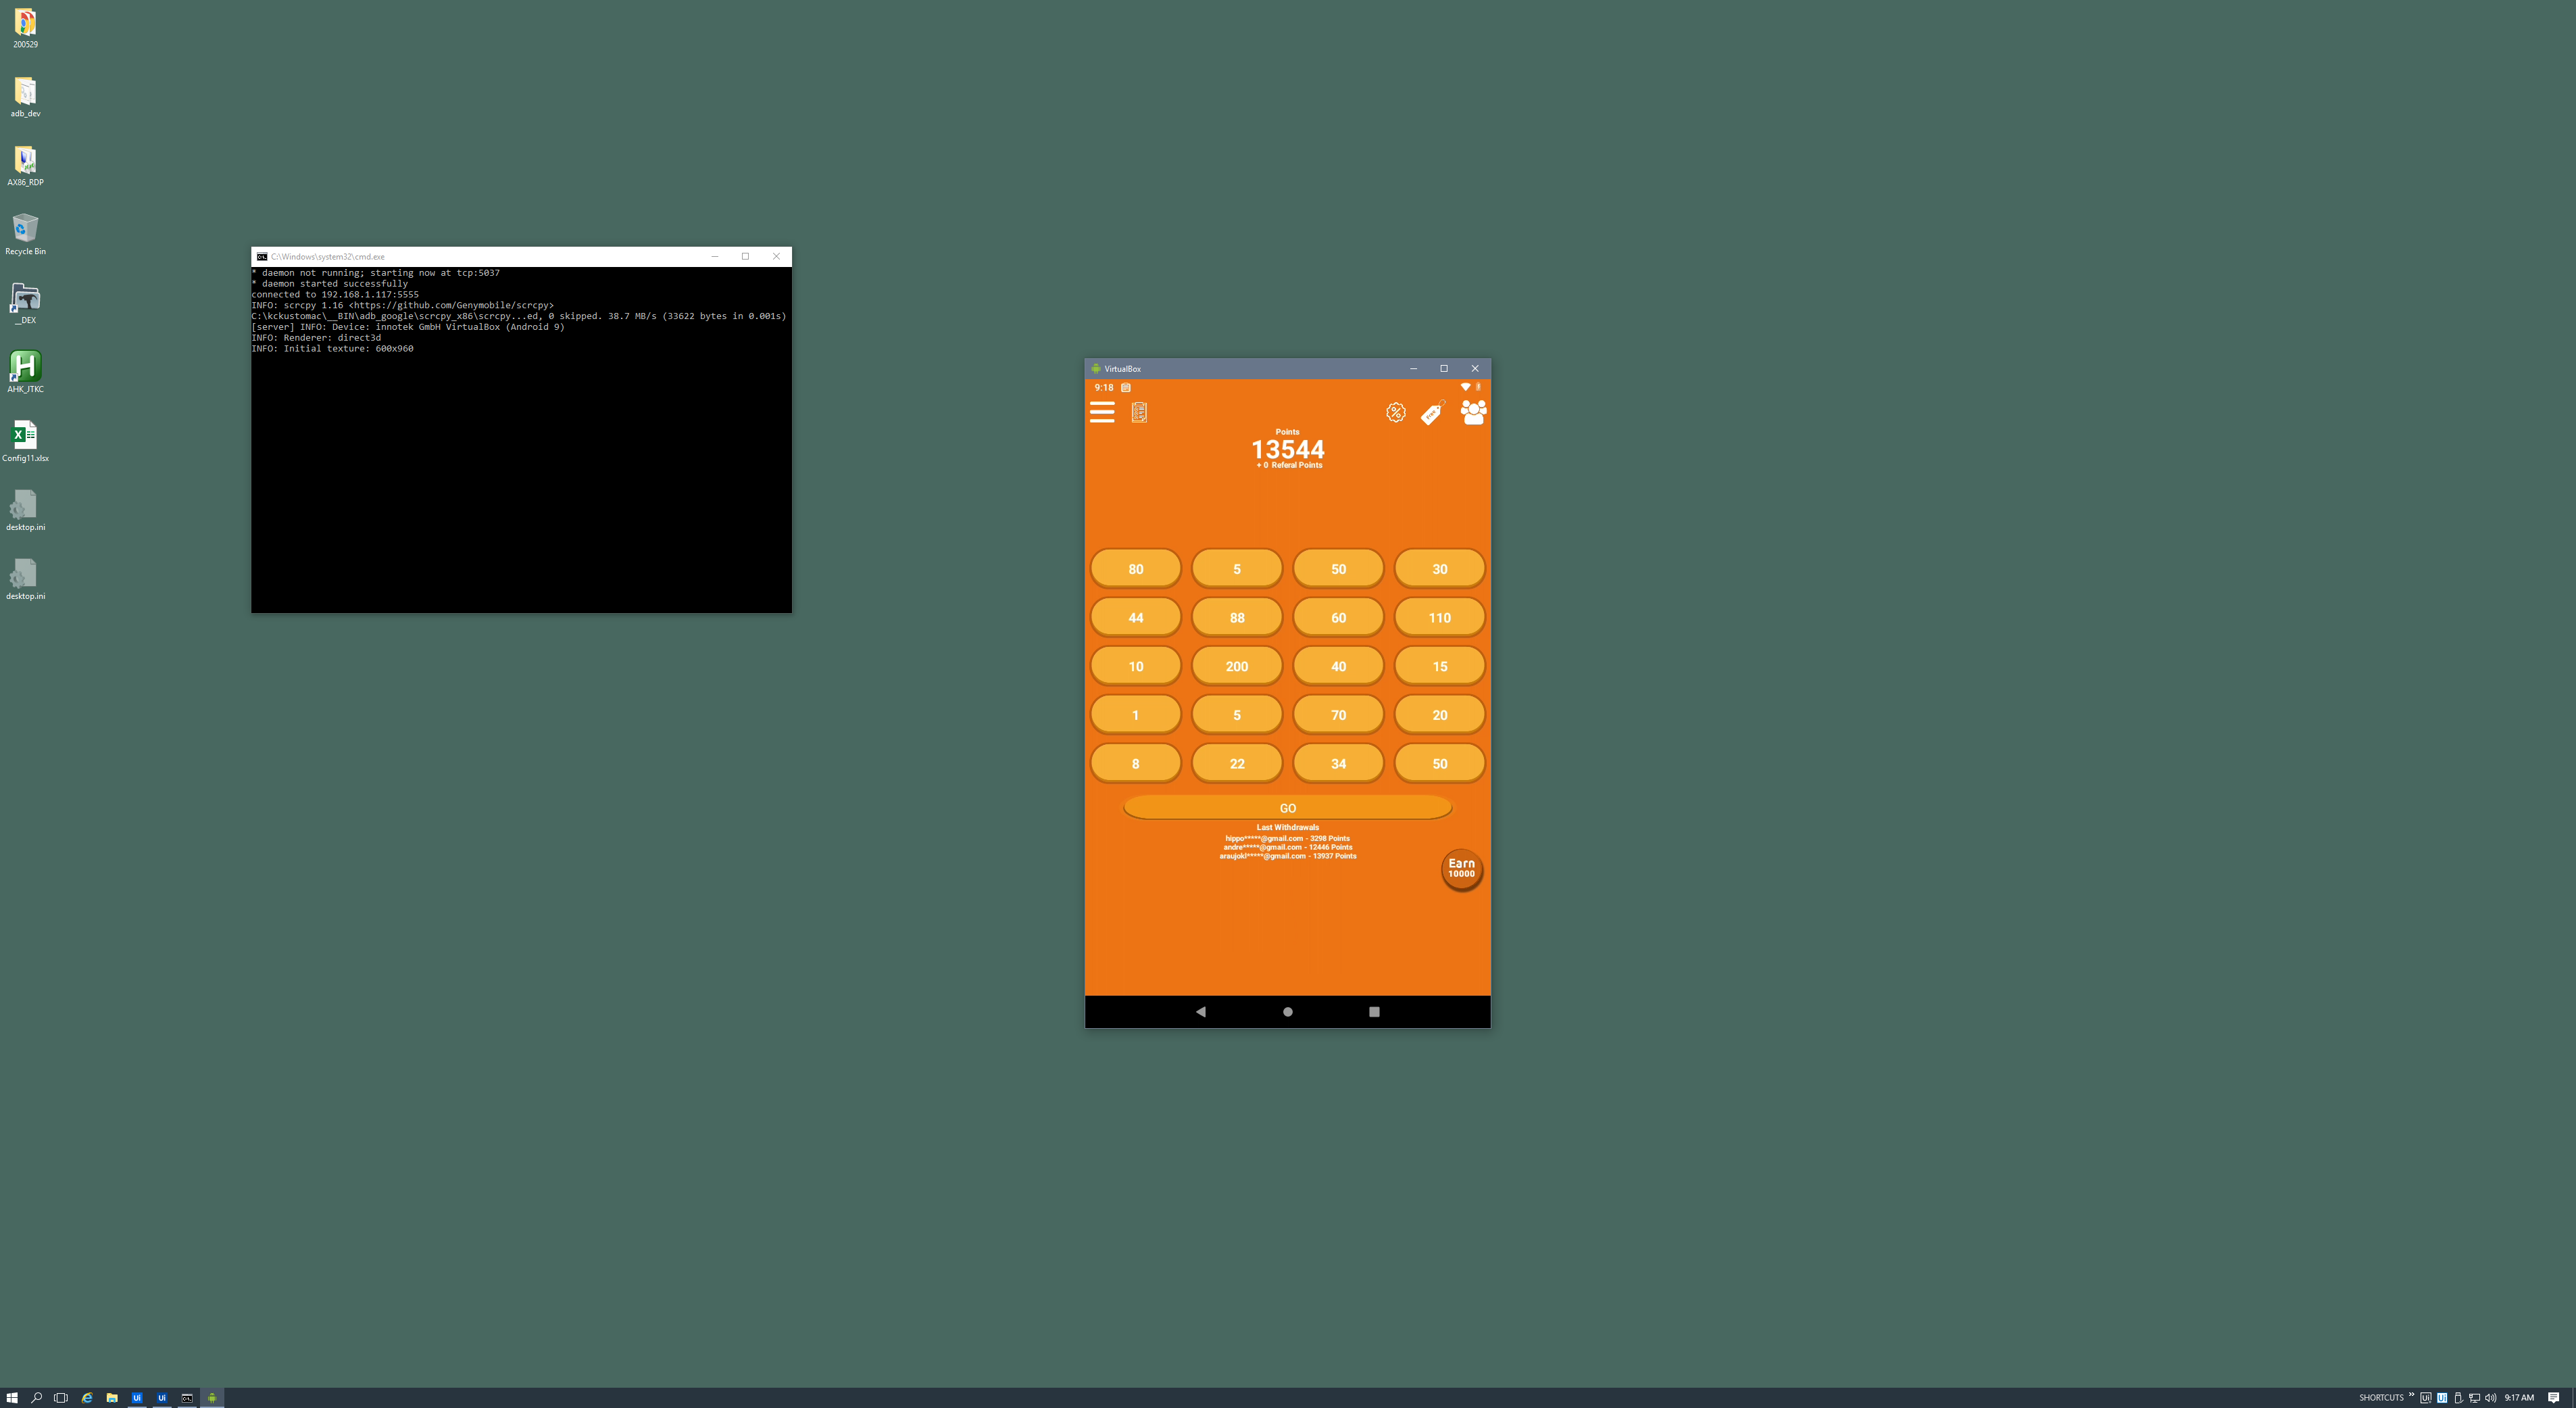 200529
adb_dev
AX86_RDP
Recycle Bin
__DEX
AHK_JTKC
Config11.xlsx
desktop.ini
desktop.ini
C:\Windows\system32\cmd.exe
* daemon not running; starting now at tcp:5037
* daemon started successfully
connected to 192.168.1.117:5555
INFO: scrcpy 1.16 <https://github.com/Genymobile/scrcpy>
C:\kckustomac\__BIN\adb_google\scrcpy_x86\scrcpy...ed, 0 skipped. 38.7 MB/s (33622 bytes in 0.001s)
[server] INFO: Device: innotek GmbH VirtualBox (Android 9)
INFO: Renderer: direct3d
INFO: Initial texture: 600x960
VirtualBox
9:18
Points
13544
+ 0 Referal Points
80 5 50 30
44 88 60 110
10 200 40 15
1 5 70 20
8 22 34 50
GO
Last Withdrawals
hippo*****@gmail.com - 3298 Points
andre*****@gmail.com - 12446 Points
araujokl*****@gmail.com - 13937 Points
Earn
10000
SHORTCUTS
9:17 AM